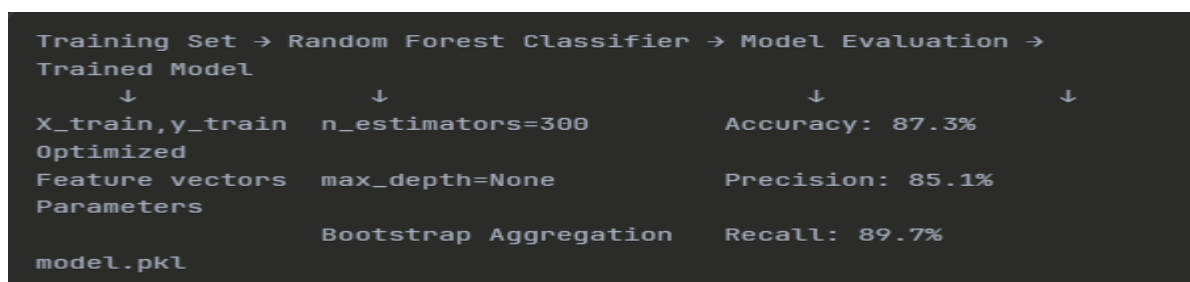 Training Set → Random Forest Classifier → Model Evaluation →
Trained Model
↓ ↓ ↓ ↓
X_train,y_train n_estimators=300 Accuracy: 87.3%
Optimized
Feature vectors max_depth=None Precision: 85.1%
Parameters
Bootstrap Aggregation Recall: 89.7%
model.pkl